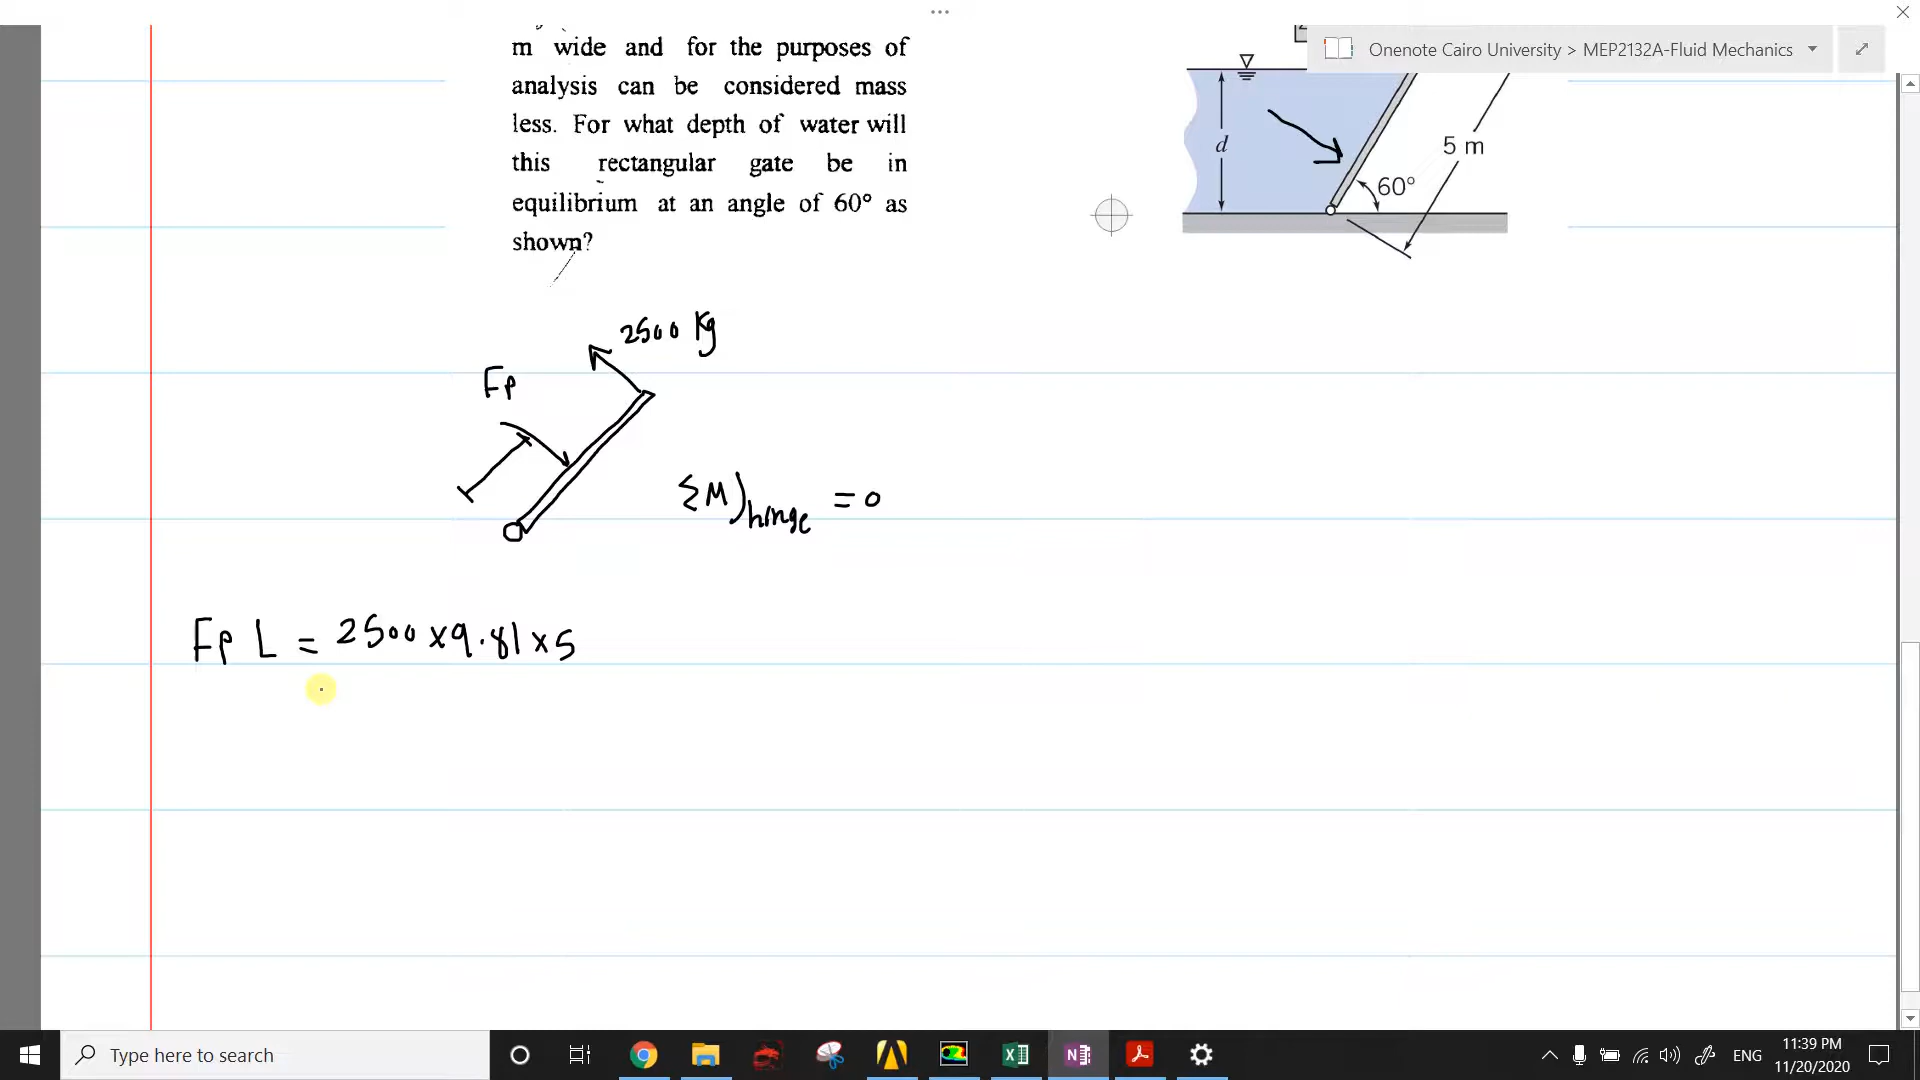 Onenote Cairo University > MEP2132A-Fluid Mechanics
m wide and for the purposes of
analysis can be considered mass
less. For what depth of water will
this rectangular gate be in
equilibrium at an angle of 60° as
shown?
d
5 m
60°
2500 Kg
Fp
ΣM)hinge = 0
Fp L = 2500 x 9.81 x 5
Type here to search
ENG
11:39 PM
11/20/2020